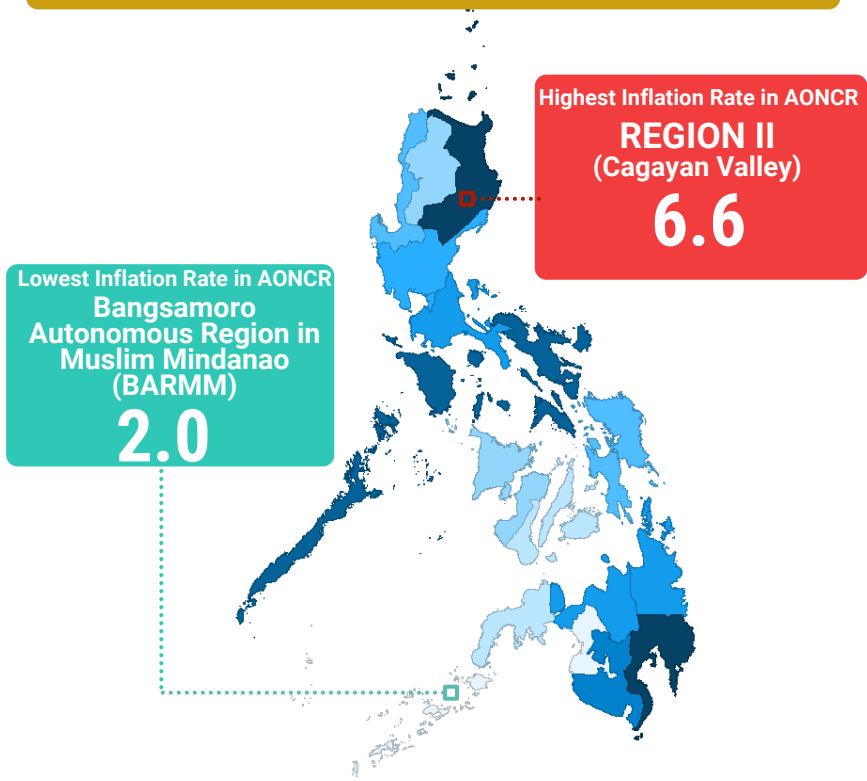 Highest Inflation Rate in AONCR
REGION II
(Cagayan Valley)
6.6
Lowest Inflation Rate in AONCR
Bangsamoro
Autonomous Region in
Muslim Mindanao
(BARMM)
2.0